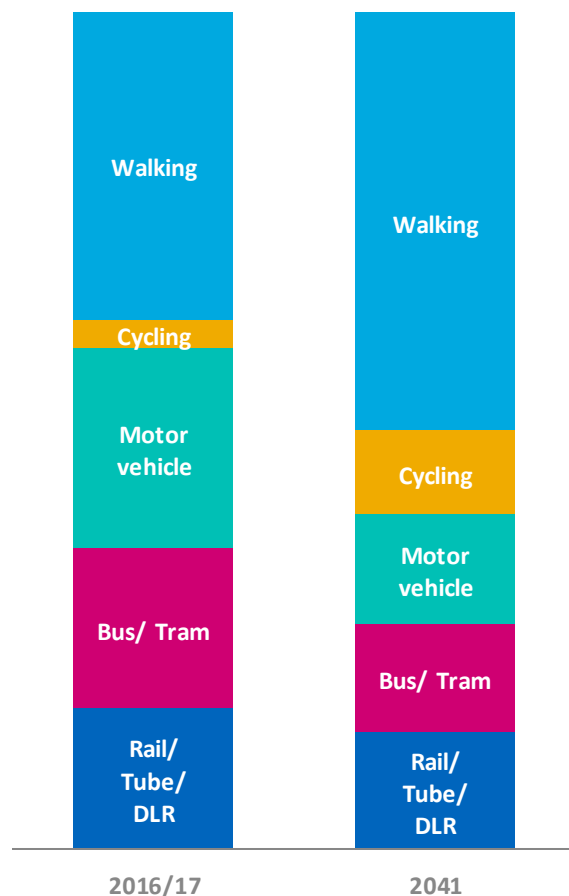 Walking
Cycling
Motor
vehicle
Bus/ Tram
Rail/
Tube/
DLR
2016/17
Walking
Cycling
Motor
vehicle
Bus/ Tram
Rail/
Tube/
DLR
2041